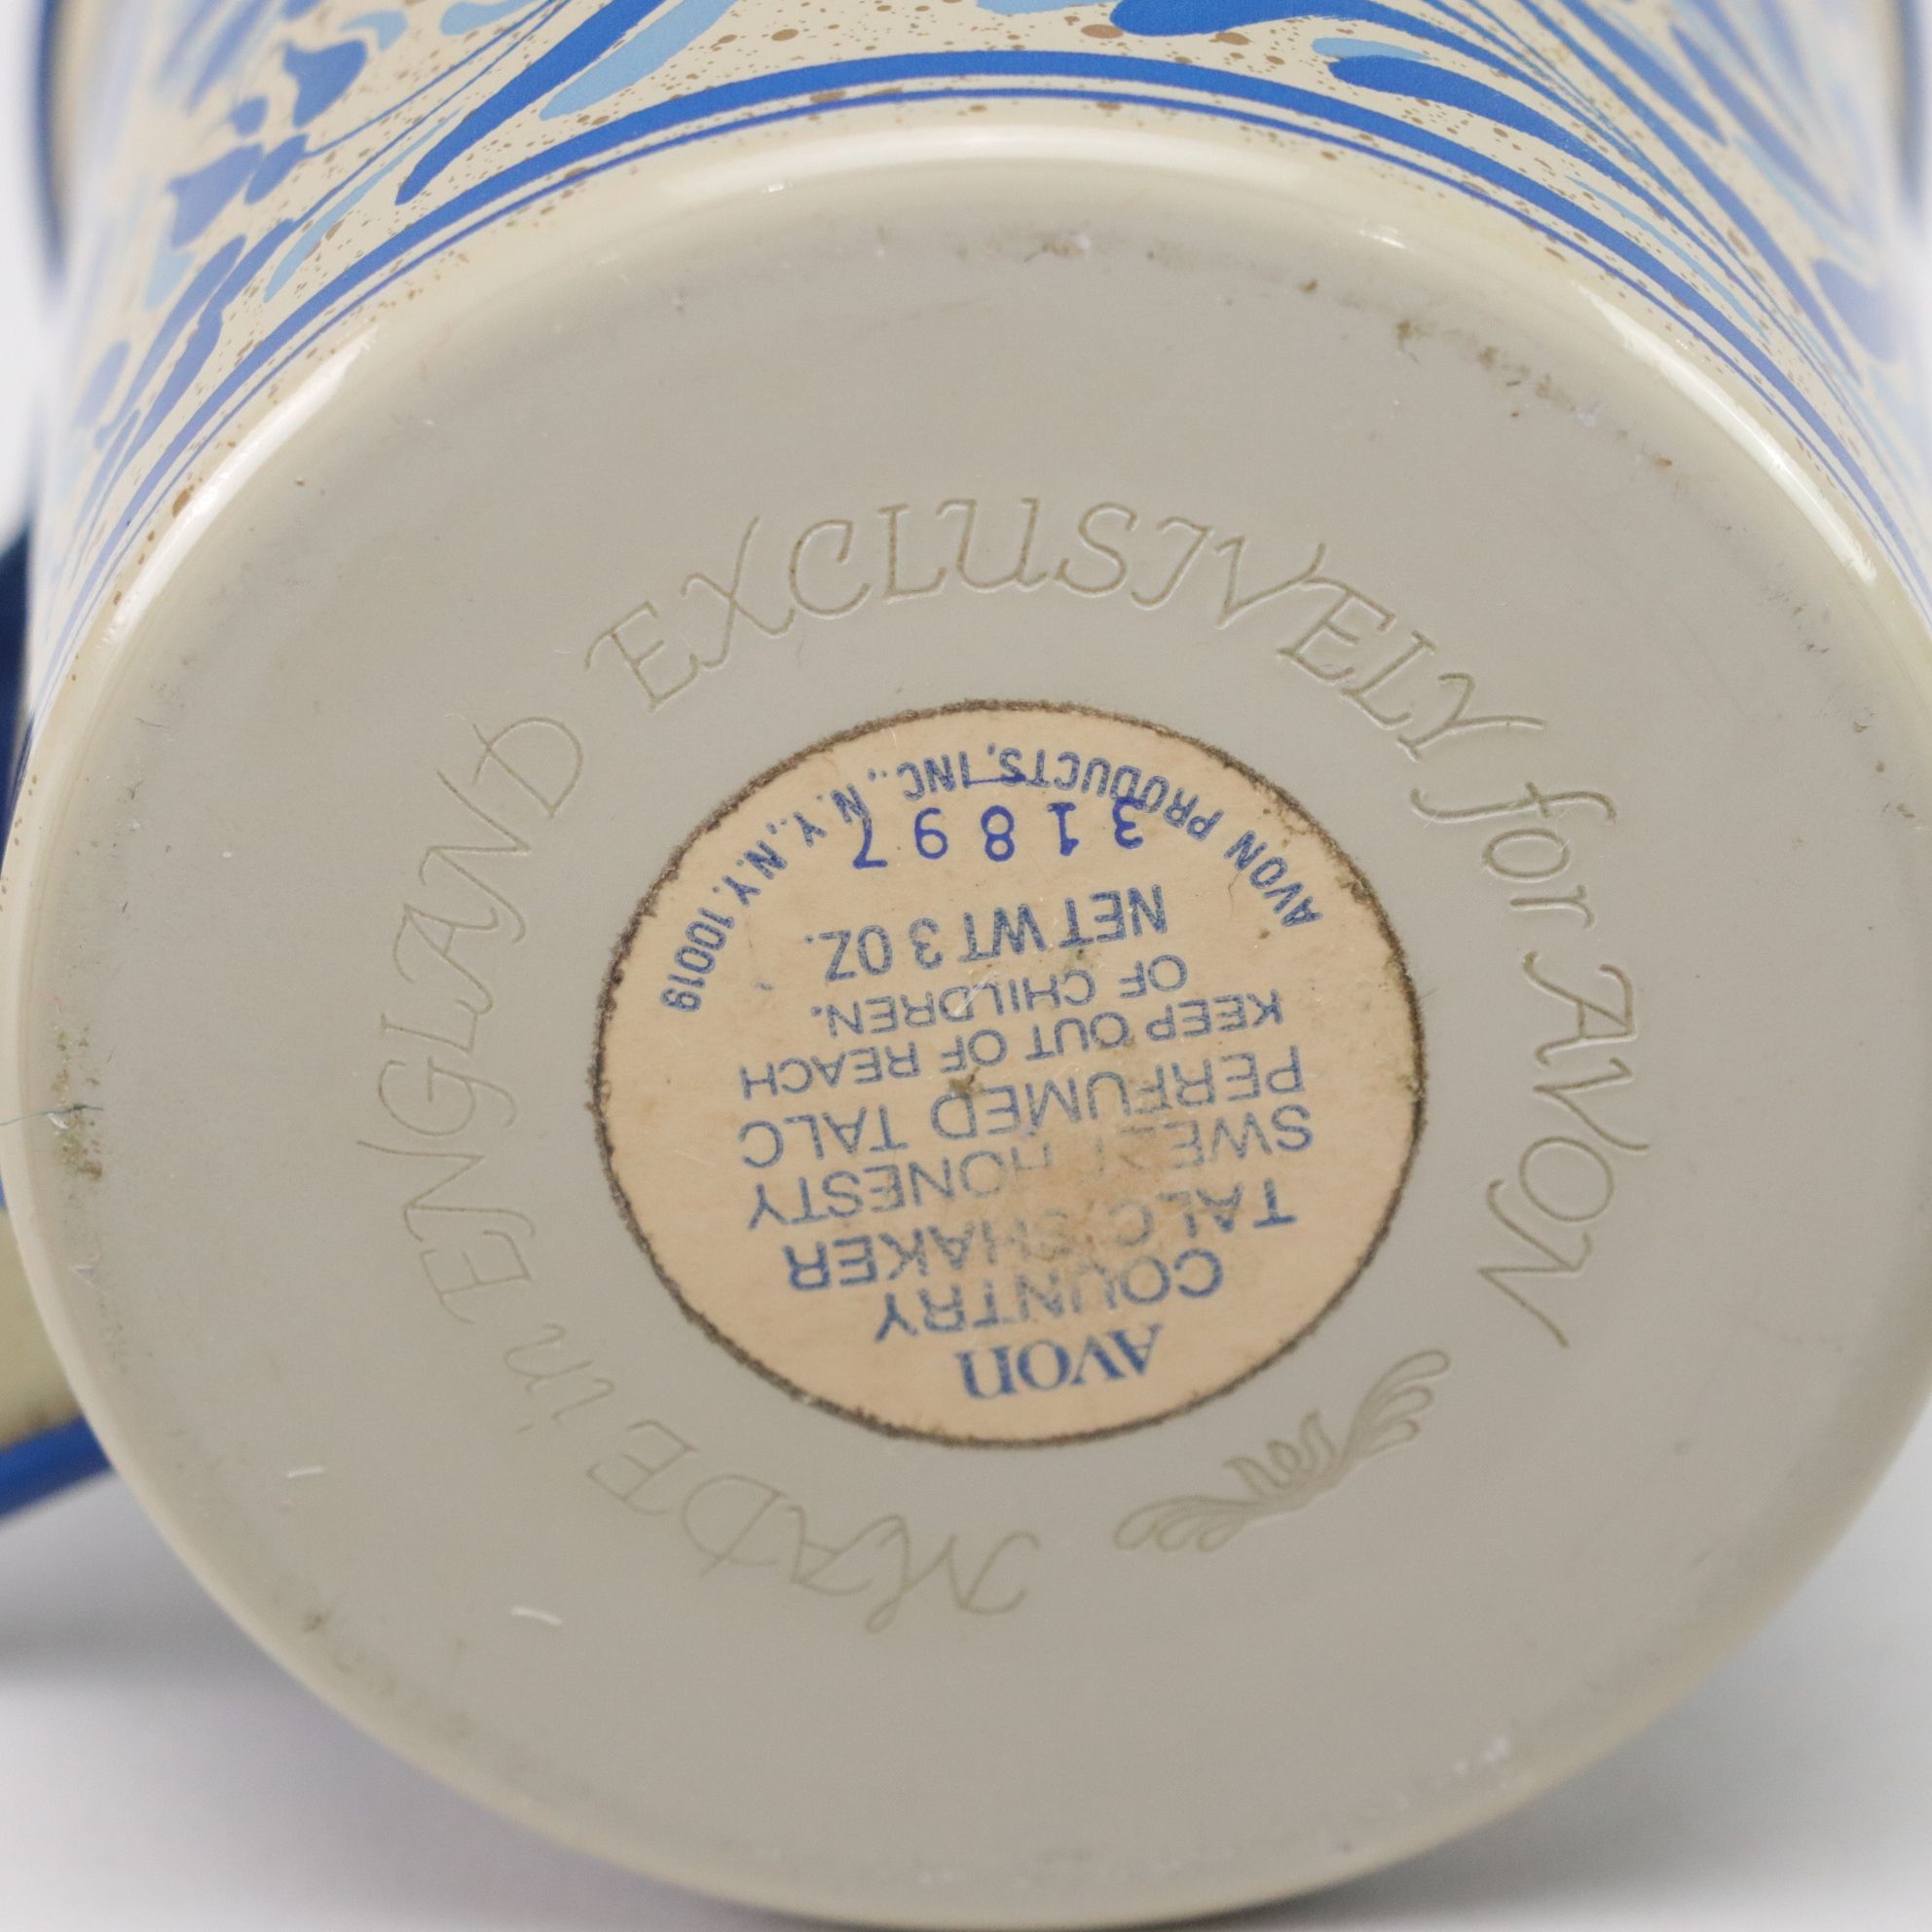 MADE in ENGLAND EXCLUSIVELY for AVON
AVON
COUNTRY
TALC SHAKER
SWEET HONESTY
PERFUMED TALC
KEEP OUT OF REACH
OF CHILDREN.
NET WT 3 OZ.
31897
AVON PRODUCTS, INC., N.Y., N.Y. 10019